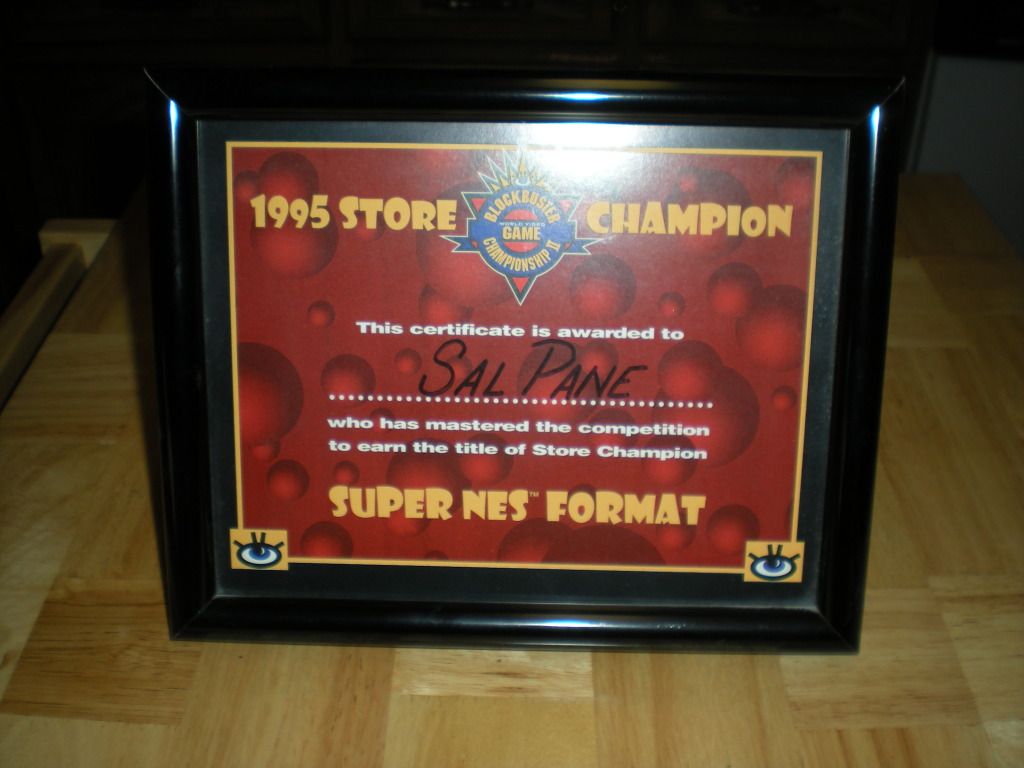 1995 STORE CHAMPION
BLOCKBUSTER
WORLD VIDEO
GAME
CHAMPIONSHIP II
This certificate is awarded to
SAL PANE
who has mastered the competition
to earn the title of Store Champion
SUPER NES™ FORMAT